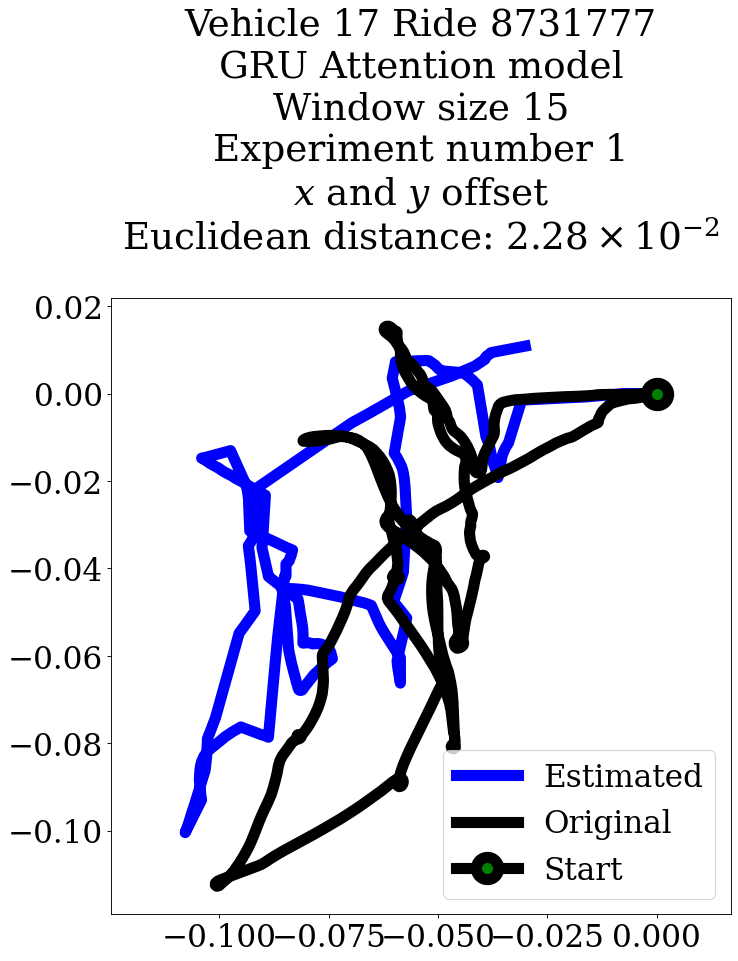 Vehicle 17 Ride 8731777
GRU Attention model
Window size 15
Experiment number 1
x and y offset
Euclidean distance: 2.28 × 10⁻²
0.02
0.00
−0.02
−0.04
−0.06
−0.08
−0.10
Estimated
Original
Start
−0.100 −0.075 −0.050 −0.025 0.000